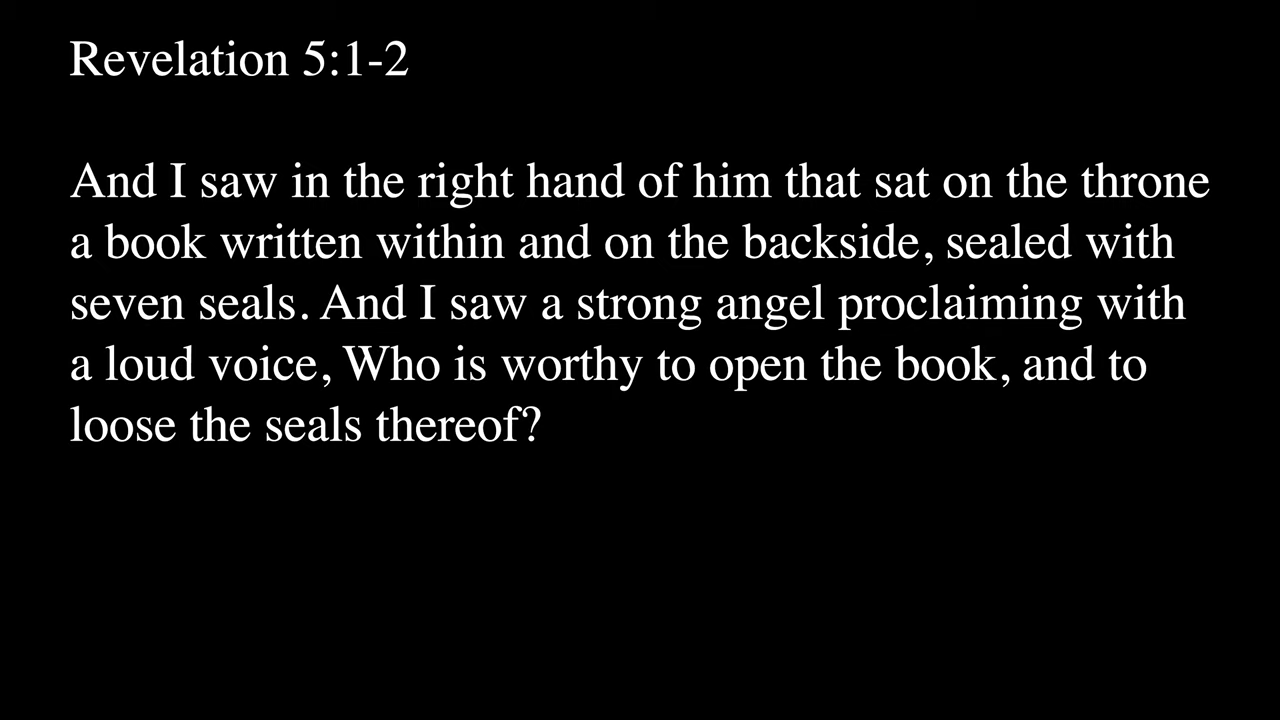 Revelation 5:1-2
And I saw in the right hand of him that sat on the throne
a book written within and on the backside, sealed with
seven seals. And I saw a strong angel proclaiming with
a loud voice, Who is worthy to open the book, and to
loose the seals thereof?